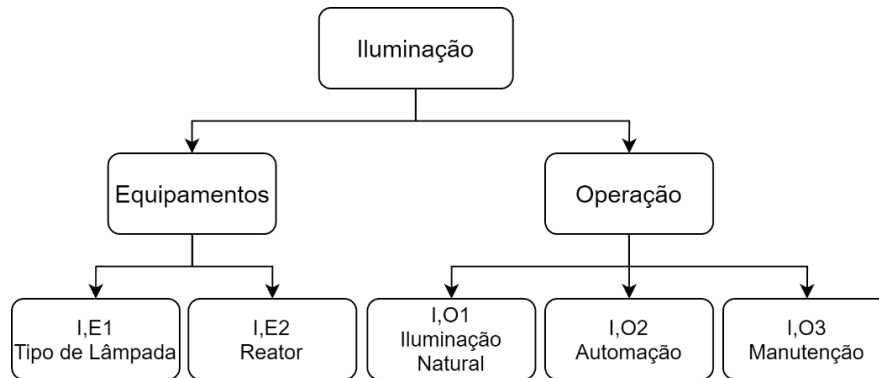 Iluminação
Equipamentos
Operação
I,E1
Tipo de Lâmpada
I,E2
Reator
I,O1
Iluminação
Natural
I,O2
Automação
I,O3
Manutenção